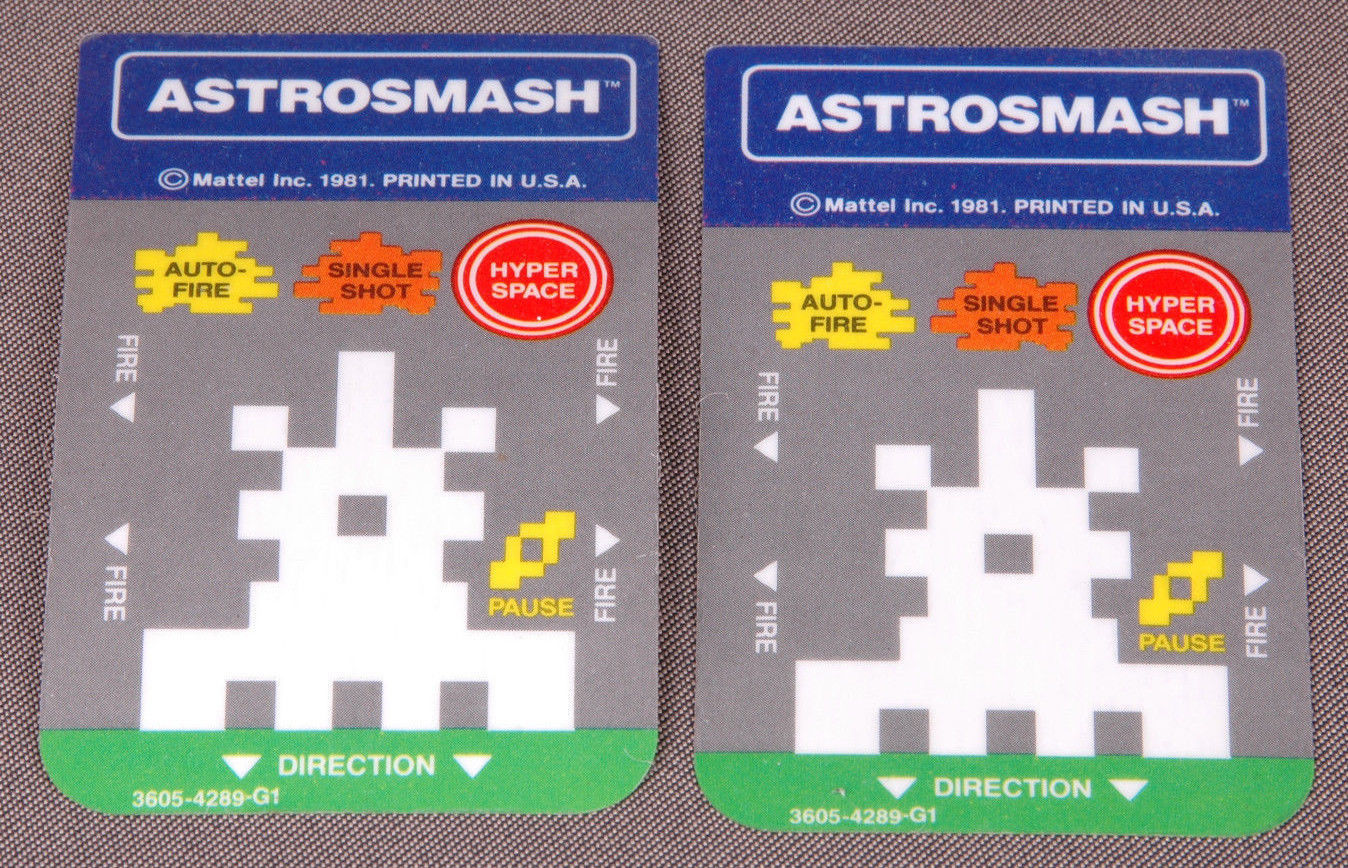 ASTROSMASH™
©Mattel Inc. 1981. PRINTED IN U.S.A.
AUTO-
FIRE
SINGLE
SHOT
HYPER
SPACE
FIRE
FIRE
FIRE
PAUSE
FIRE
DIRECTION
3605-4289-G1
ASTROSMASH™
©Mattel Inc. 1981. PRINTED IN U.S.A.
AUTO-
FIRE
SINGLE
SHOT
HYPER
SPACE
FIRE
FIRE
FIRE
PAUSE
FIRE
DIRECTION
3605-4289-G1